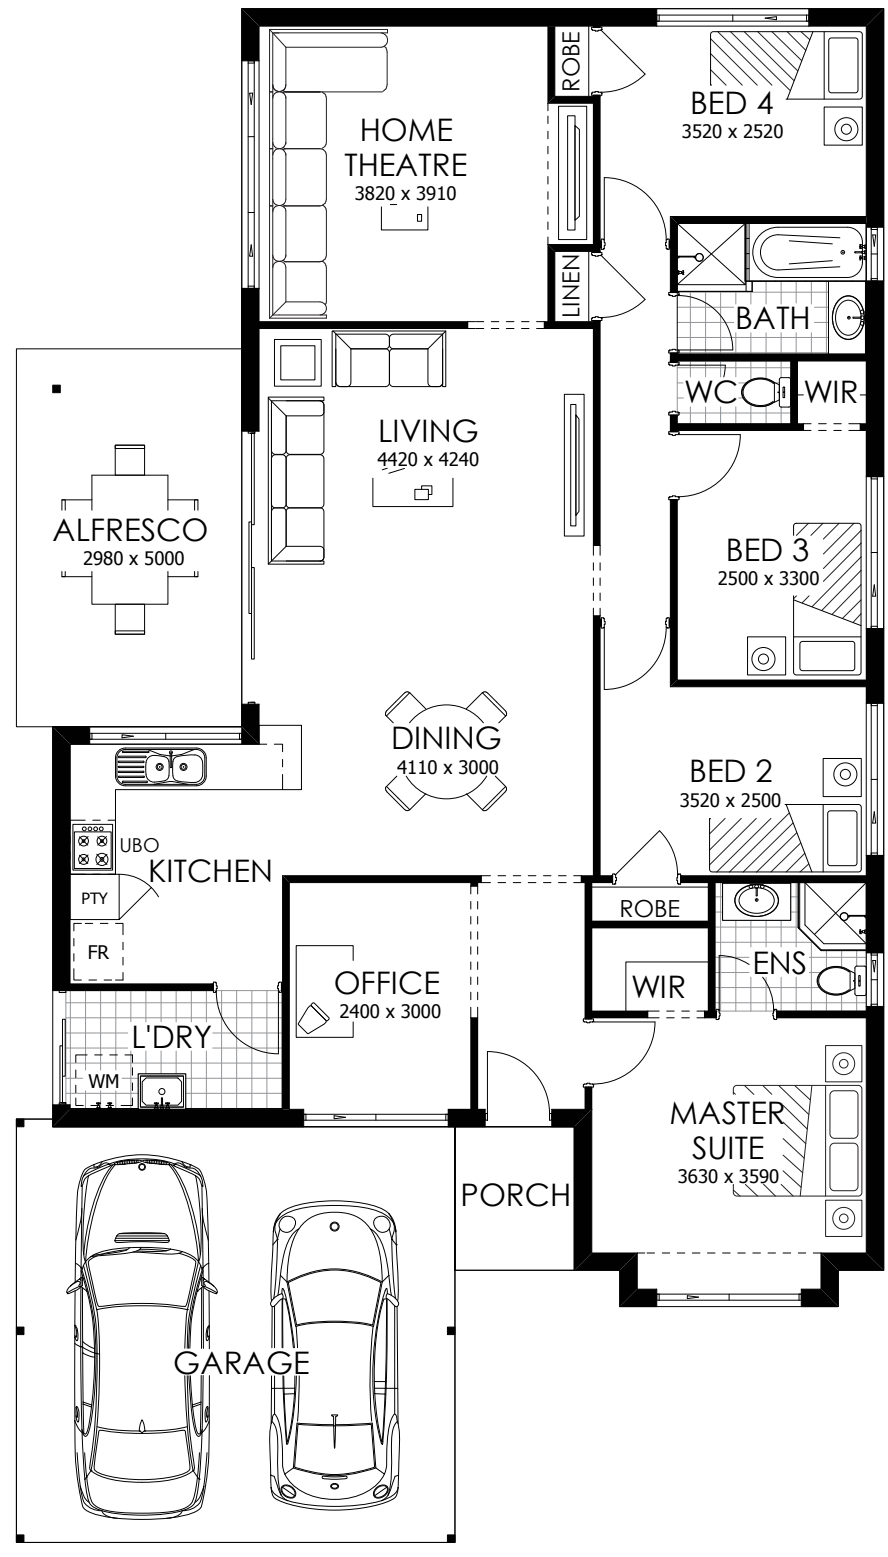 ROBE
BED 4
3520 x 2520
HOME
THEATRE
3820 x 3910
LINEN
BATH
WC
WIR
LIVING
4420 x 4240
ALFRESCO
2980 x 5000
BED 3
2500 x 3300
DINING
4110 x 3000
BED 2
3520 x 2500
UBO
KITCHEN
PTY
FR
ROBE
OFFICE
2400 x 3000
WIR
ENS
L'DRY
WM
MASTER
SUITE
3630 x 3590
PORCH
GARAGE